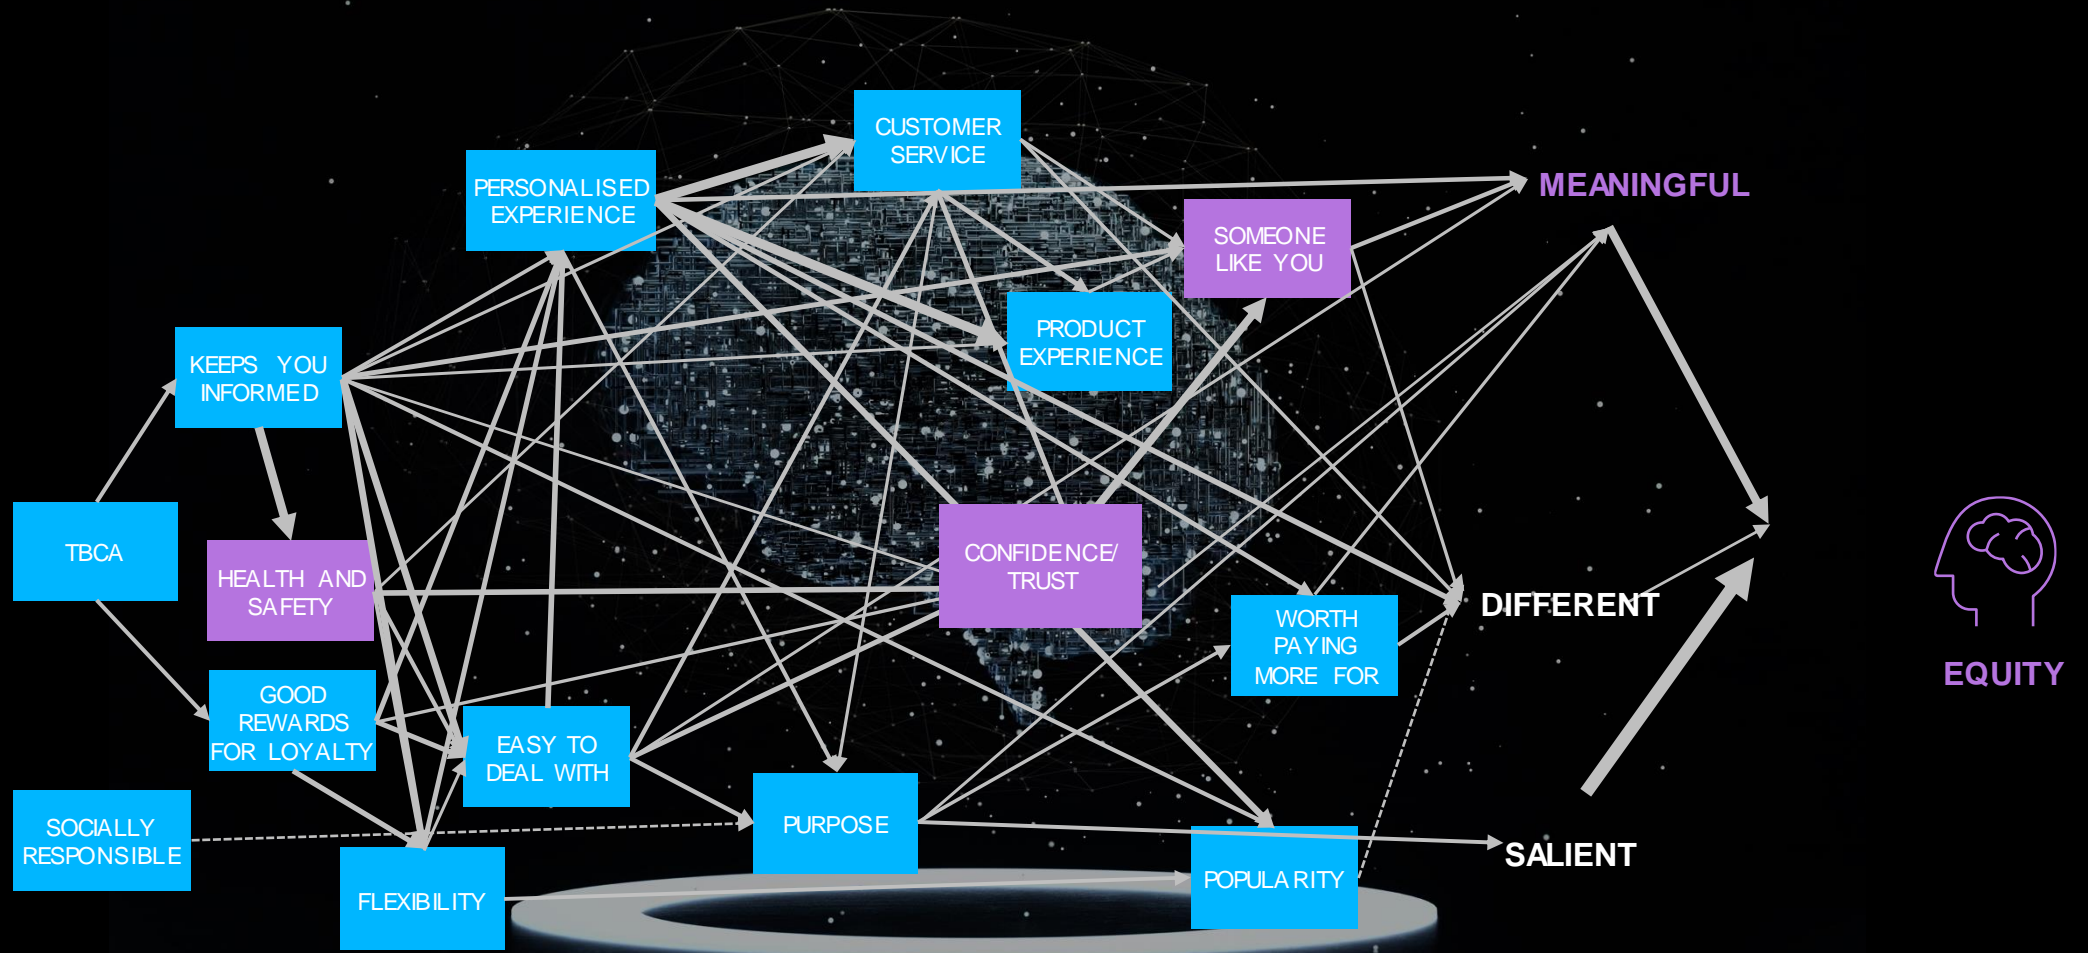 CUSTOMER
SERVICE
PERSONALISED
EXPERIENCE
MEANINGFUL
SOMEONE
LIKE YOU
PRODUCT
EXPERIENCE
KEEPS YOU
INFORMED
TBCA
HEALTH AND
SAFETY
CONFIDENCE/
TRUST
DIFFERENT
WORTH
PAYING
MORE FOR
EQUITY
GOOD
REWARDS
FOR LOYALTY
EASY TO
DEAL WITH
SOCIALLY
RESPONSIBLE
PURPOSE
SALIENT
FLEXIBILITY
POPULARITY